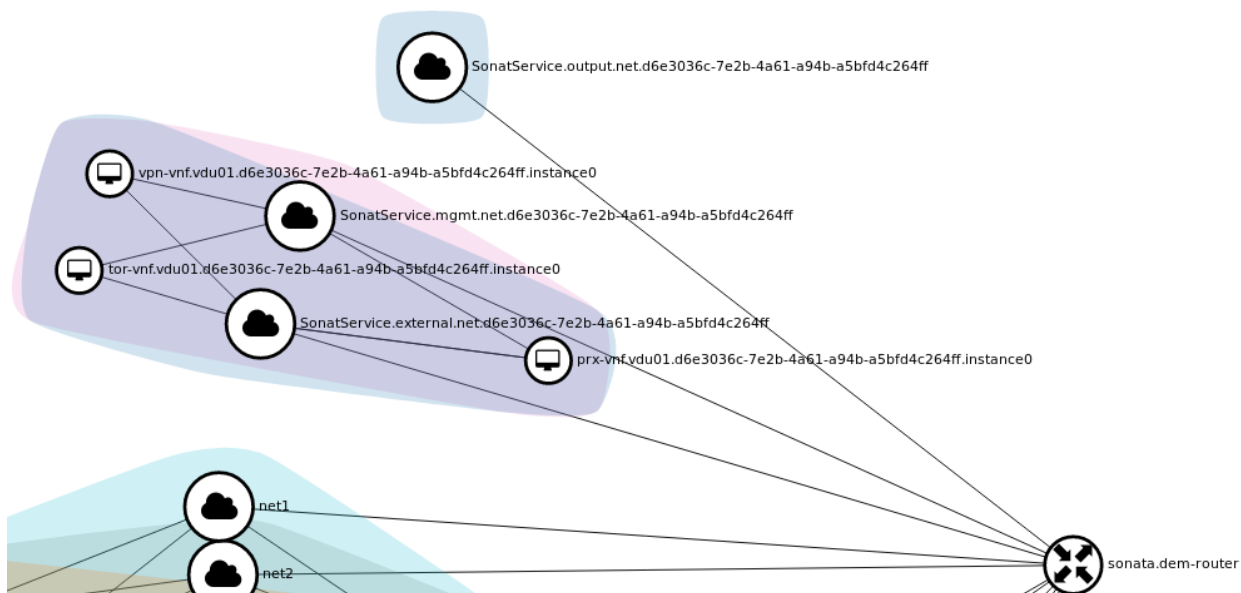 SonatService.output.net.d6e3036c-7e2b-4a61-a94b-a5bfd4c264ff
vpn-vnf.vdu01.d6e3036c-7e2b-4a61-a94b-a5bfd4c264ff.instance0
SonatService.mgmt.net.d6e3036c-7e2b-4a61-a94b-a5bfd4c264ff
tor-vnf.vdu01.d6e3036c-7e2b-4a61-a94b-a5bfd4c264ff.instance0
SonatService.external.net.d6e3036c-7e2b-4a61-a94b-a5bfd4c264ff
prx-vnf.vdu01.d6e3036c-7e2b-4a61-a94b-a5bfd4c264ff.instance0
net1
net2
sonata.dem-router